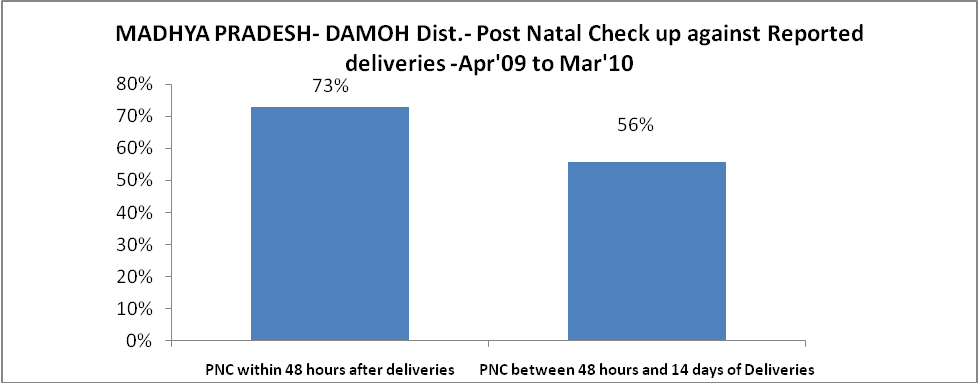 MADHYA PRADESH- DAMOH Dist.- Post Natal Check up against Reported
deliveries -Apr'09 to Mar'10
80%
70%
60%
50%
40%
30%
20%
10%
0%
73%
56%
PNC within 48 hours after deliveries
PNC between 48 hours and 14 days of Deliveries